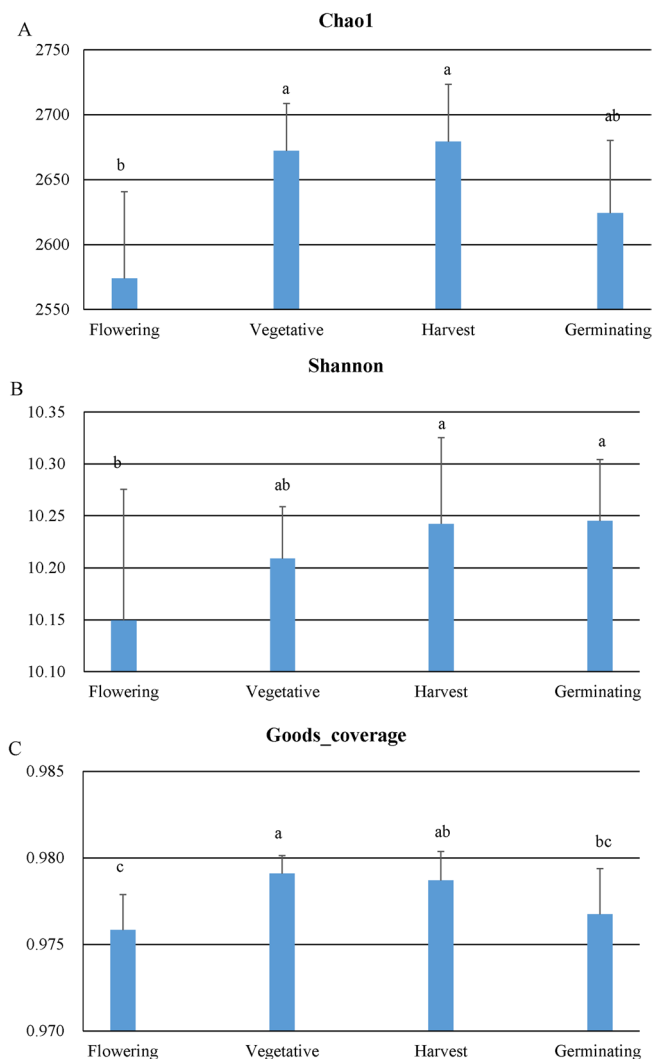 A
Chao1
2750
2700
2650
2600
2550
b
a
a
ab
Flowering Vegetative Harvest Germinating
Shannon
B
10.35
10.30
10.25
10.20
10.15
10.10
b
ab
a
a
Flowering Vegetative Harvest Germinating
Goods_coverage
C
0.985
0.980
0.975
0.970
c
a
ab
bc
Flowering Vegetative Harvest Germinating